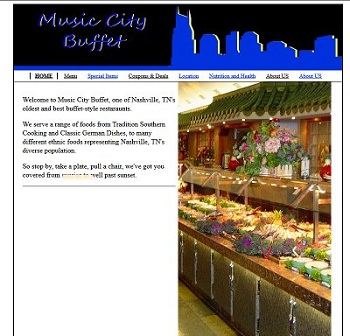 Music City
Buffet
HOME Menu Special Items Coupons & Deals Location Nutrition and Health About US About US
Welcome to Music City Buffet, one of Nashville, TN's
oldest and best buffet-style restaraunts.
We serve a range of foods from Tradition Southern
Cooking and Classic German Dishes, to many
different ethnic foods representing Nashville, TN's
diverse population.
So stop by, take a plate, pull a chair, we've got you
covered from to well past sunset.